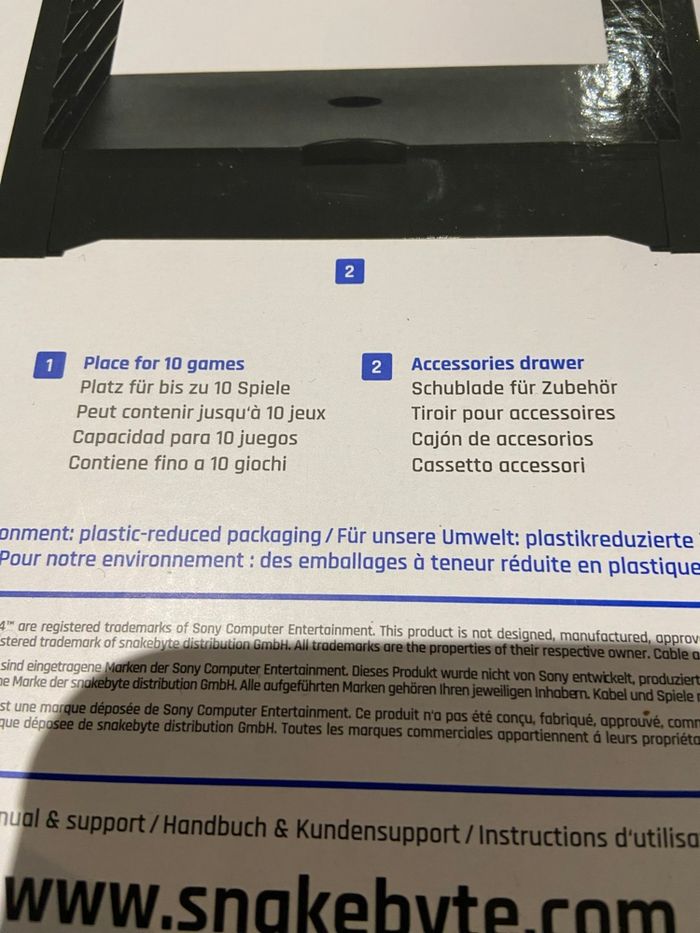 2
1 Place for 10 games
Platz für bis zu 10 Spiele
Peut contenir jusqu'à 10 jeux
Capacidad para 10 juegos
Contiene fino a 10 giochi
2 Accessories drawer
Schublade für Zubehör
Tiroir pour accessoires
Cajón de accesorios
Cassetto accessori
onment: plastic-reduced packaging / Für unsere Umwelt: plastikreduzierte
Pour notre environnement : des emballages à teneur réduite en plastique
4™ are registered trademarks of Sony Computer Entertainment. This product is not designed, manufactured, approv
stered trademark of snakebyte distribution GmbH. All trademarks are the properties of their respective owner. Cable a
sind eingetragene Marken der Sony Computer Entertainment. Dieses Produkt wurde nicht von Sony entwickelt, produziert
ne Marke der snakebyte distribution GmbH. Alle aufgeführten Marken gehören Ihren jeweiligen Inhabern. Kabel und Spiele
st une marque déposée de Sony Computer Entertainment. Ce produit n'a pas été conçu, fabriqué, approuvé, comm
que déposee de snakebyte distribution GmbH. Toutes les marques commerciales appartiennent á leurs propriéta
nual & support / Handbuch & Kundensupport / Instructions d'utilisa
www.snakebyte.com